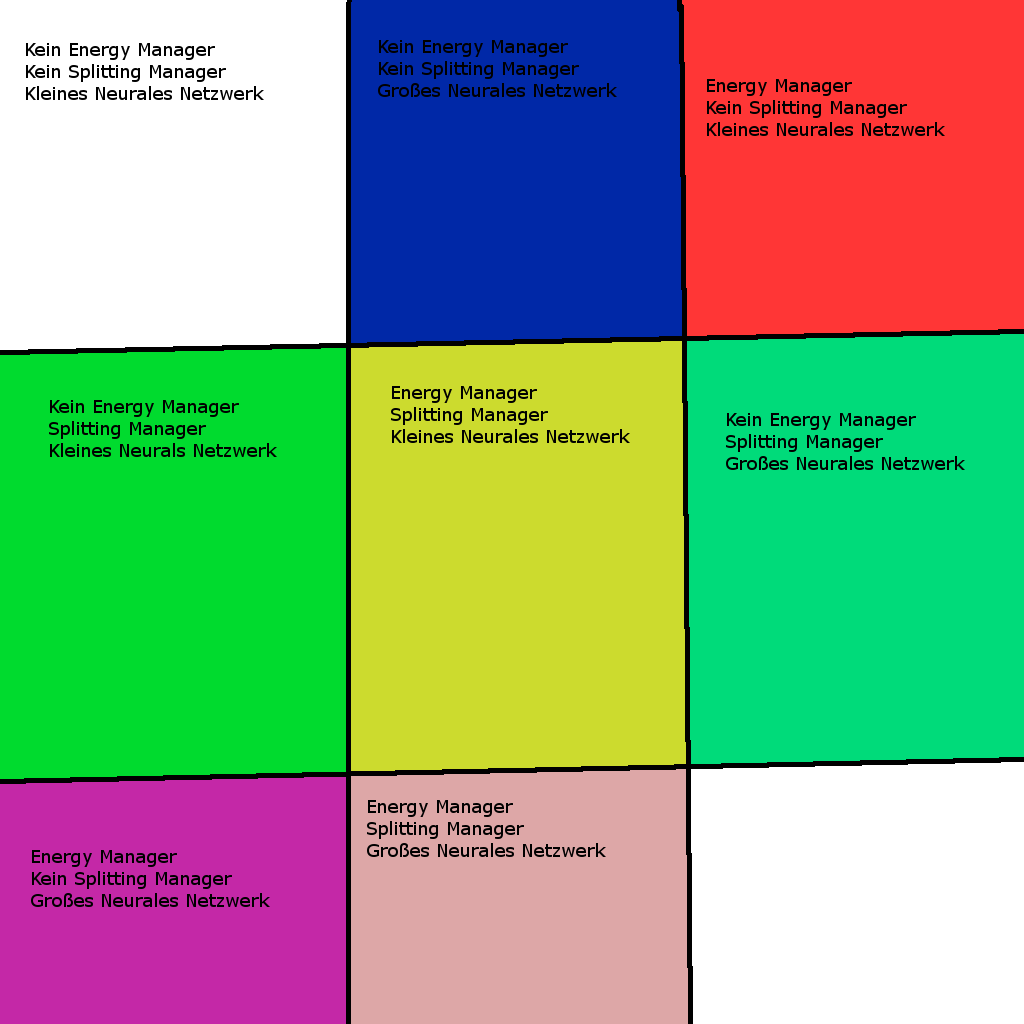 Kein Energy Manager
Kein Splitting Manager
Kleines Neurales Netzwerk
Kein Energy Manager
Kein Splitting Manager
Großes Neurales Netzwerk
Energy Manager
Kein Splitting Manager
Kleines Neurales Netzwerk
Kein Energy Manager
Splitting Manager
Kleines Neurals Netzwerk
Energy Manager
Splitting Manager
Kleines Neurales Netzwerk
Kein Energy Manager
Splitting Manager
Großes Neurales Netzwerk
Energy Manager
Kein Splitting Manager
Großes Neurales Netzwerk
Energy Manager
Splitting Manager
Großes Neurales Netzwerk